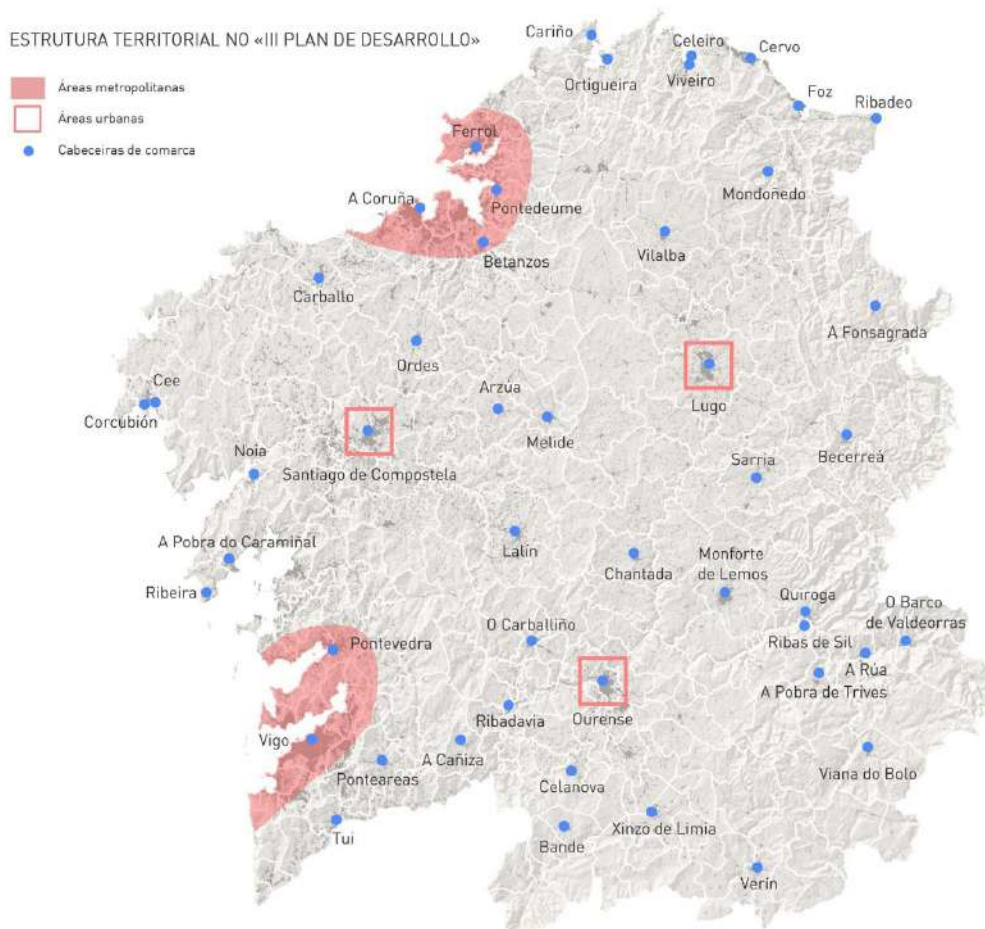 ESTRUTURA TERRITORIAL NO «III PLAN DE DESARROLLO»
Áreas metropolitanas
Áreas urbanas
Cabeceiras de comarca
Cariño
Ortigueira
Celeiro
Viveiro
Cervo
Foz
Ribadeo
Ferrol
A Coruña
Pontedeume
Betanzos
Mondoñedo
Vilalba
Carballo
A Fonsagrada
Ordes
Lugo
Cee
Corcubión
Arzúa
Melide
Santiago de Compostela
Noia
Sarria
Becerreá
A Pobra do Caramiñal
Ribeira
Lalín
Chantada
Monforte
de Lemos
Quiroga
Ribas de Sil
O Barco
de Valdeorras
A Rúa
A Pobra de Trives
O Carballiño
Pontevedra
Ourense
Ribadavia
Vigo
Ponteareas
A Cañiza
Celanova
Viana do Bolo
Tui
Bande
Xinzo de Limia
Verín